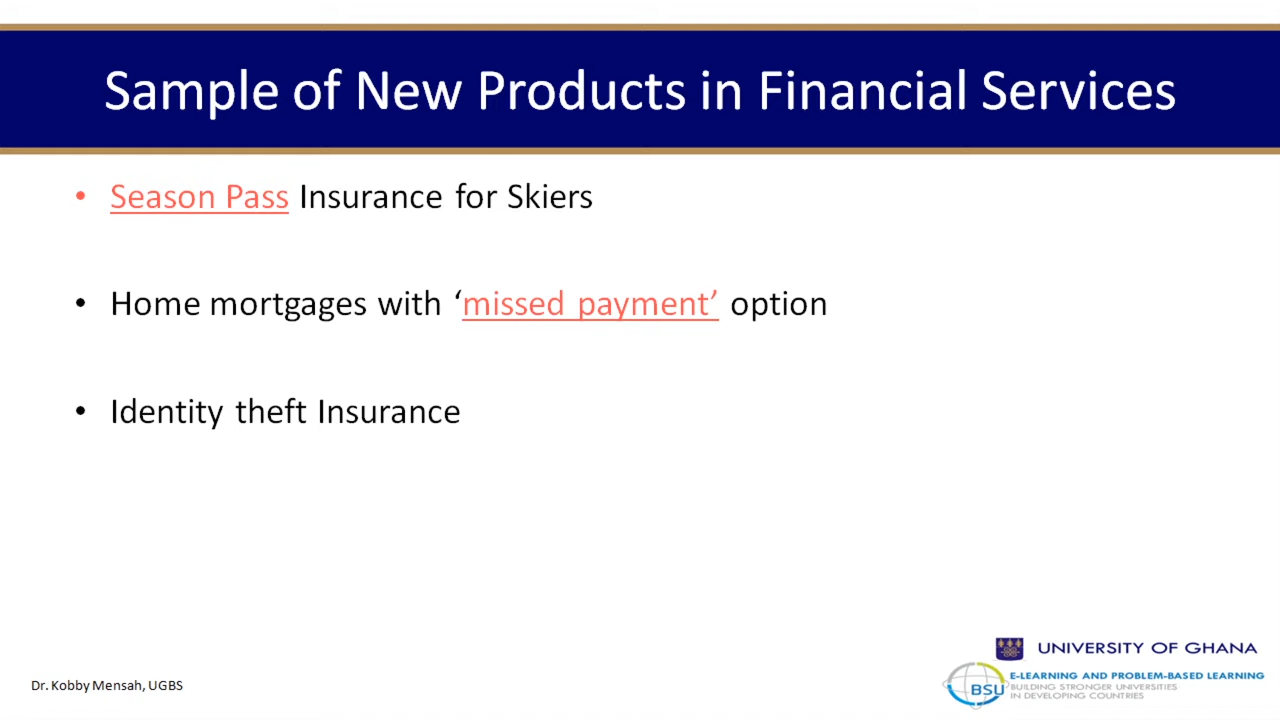 Sample of New Products in Financial Services
• Season Pass Insurance for Skiers
• Home mortgages with ‘missed payment’ option
• Identity theft Insurance
Dr. Kobby Mensah, UGBS
UNIVERSITY OF GHANA
BSU
E-LEARNING AND PROBLEM-BASED LEARNING
BUILDING STRONGER UNIVERSITIES
IN DEVELOPING COUNTRIES